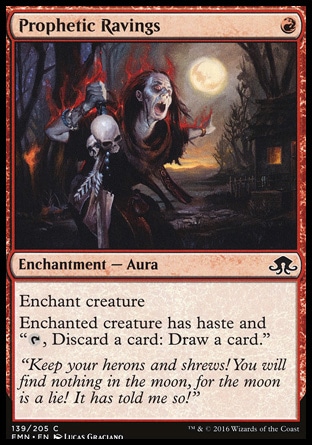 Prophetic Ravings
Enchantment — Aura
Enchant creature
Enchanted creature has haste and
“, Discard a card: Draw a card.”
“Keep your herons and shrews! You will
find nothing in the moon, for the moon
is a lie! It has told me so!”
139/205 C
EMN • EN Lucas Graciano
™ & © 2016 Wizards of the Coast